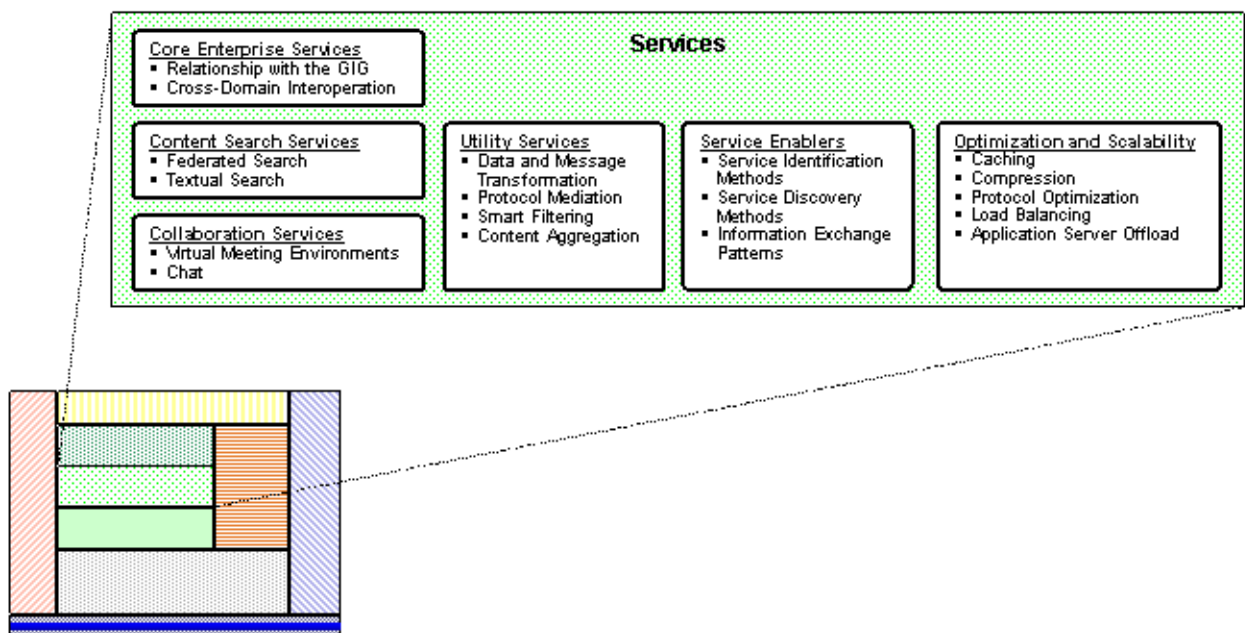 Services
Core Enterprise Services
▪ Relationship with the GIG
▪ Cross-Domain Interoperation
Content Search Services
▪ Federated Search
▪ Textual Search
Collaboration Services
▪ Virtual Meeting Environments
▪ Chat
Utility Services
▪ Data and Message
Transformation
▪ Protocol Mediation
▪ Smart Filtering
▪ Content Aggregation
Service Enablers
▪ Service Identification
Methods
▪ Service Discovery
Methods
▪ Information Exchange
Patterns
Optimization and Scalability
▪ Caching
▪ Compression
▪ Protocol Optimization
▪ Load Balancing
▪ Application Server Offload